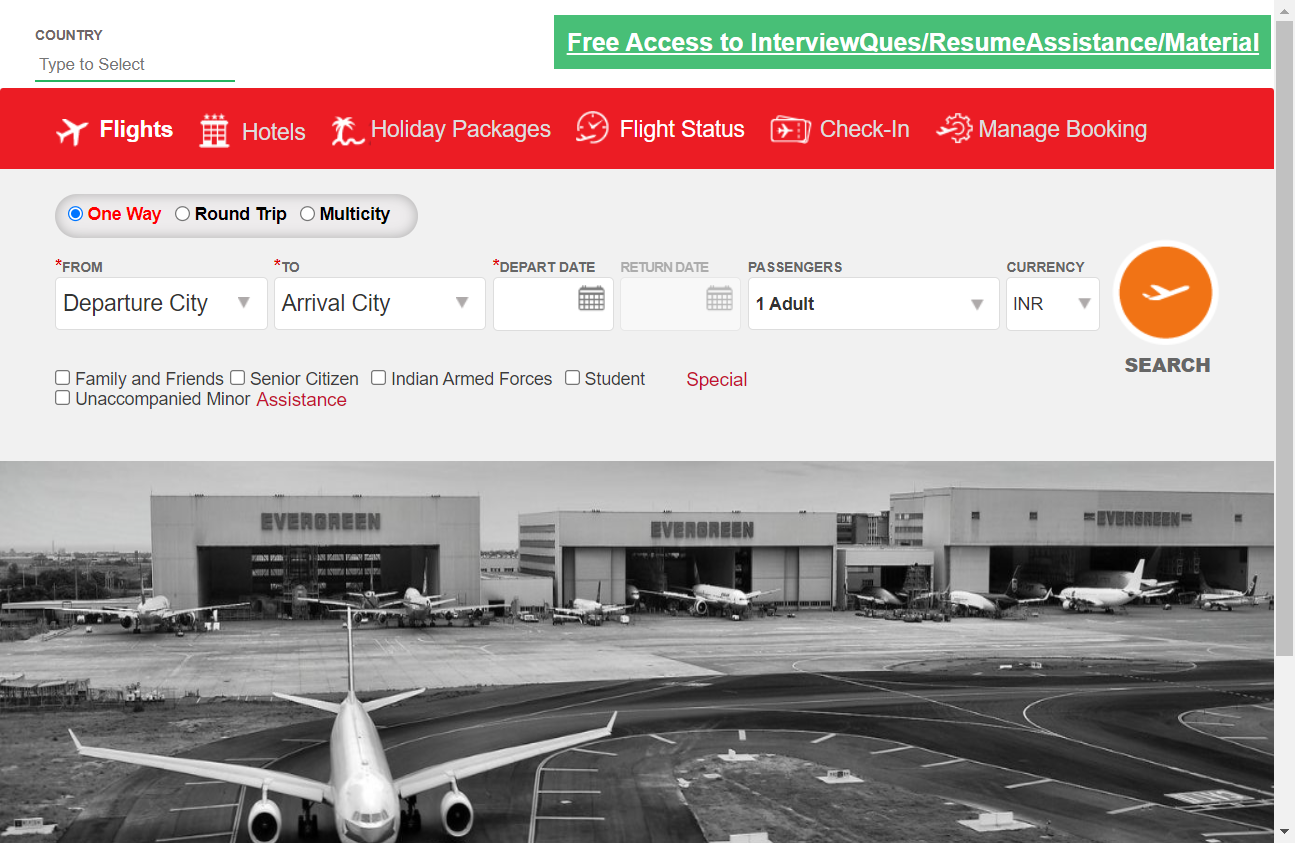 COUNTRY
Type to Select
Free Access to InterviewQues/ResumeAssistance/Material
Flights
Hotels
Holiday Packages
Flight Status
Check-In
Manage Booking
One Way
Round Trip
Multicity
*FROM
*TO
*DEPART DATE
RETURN DATE
PASSENGERS
CURRENCY
Departure City
Arrival City
1 Adult
INR
SEARCH
Family and Friends
Senior Citizen
Indian Armed Forces
Student
Special
Unaccompanied Minor
Assistance
EVERGREEN
EVERGREEN
EVERGREEN